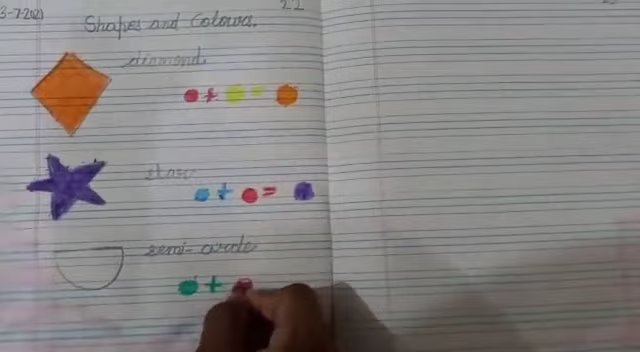 Shapes and Colours.
diamond
+ =
star
+ =
semi-circle
+